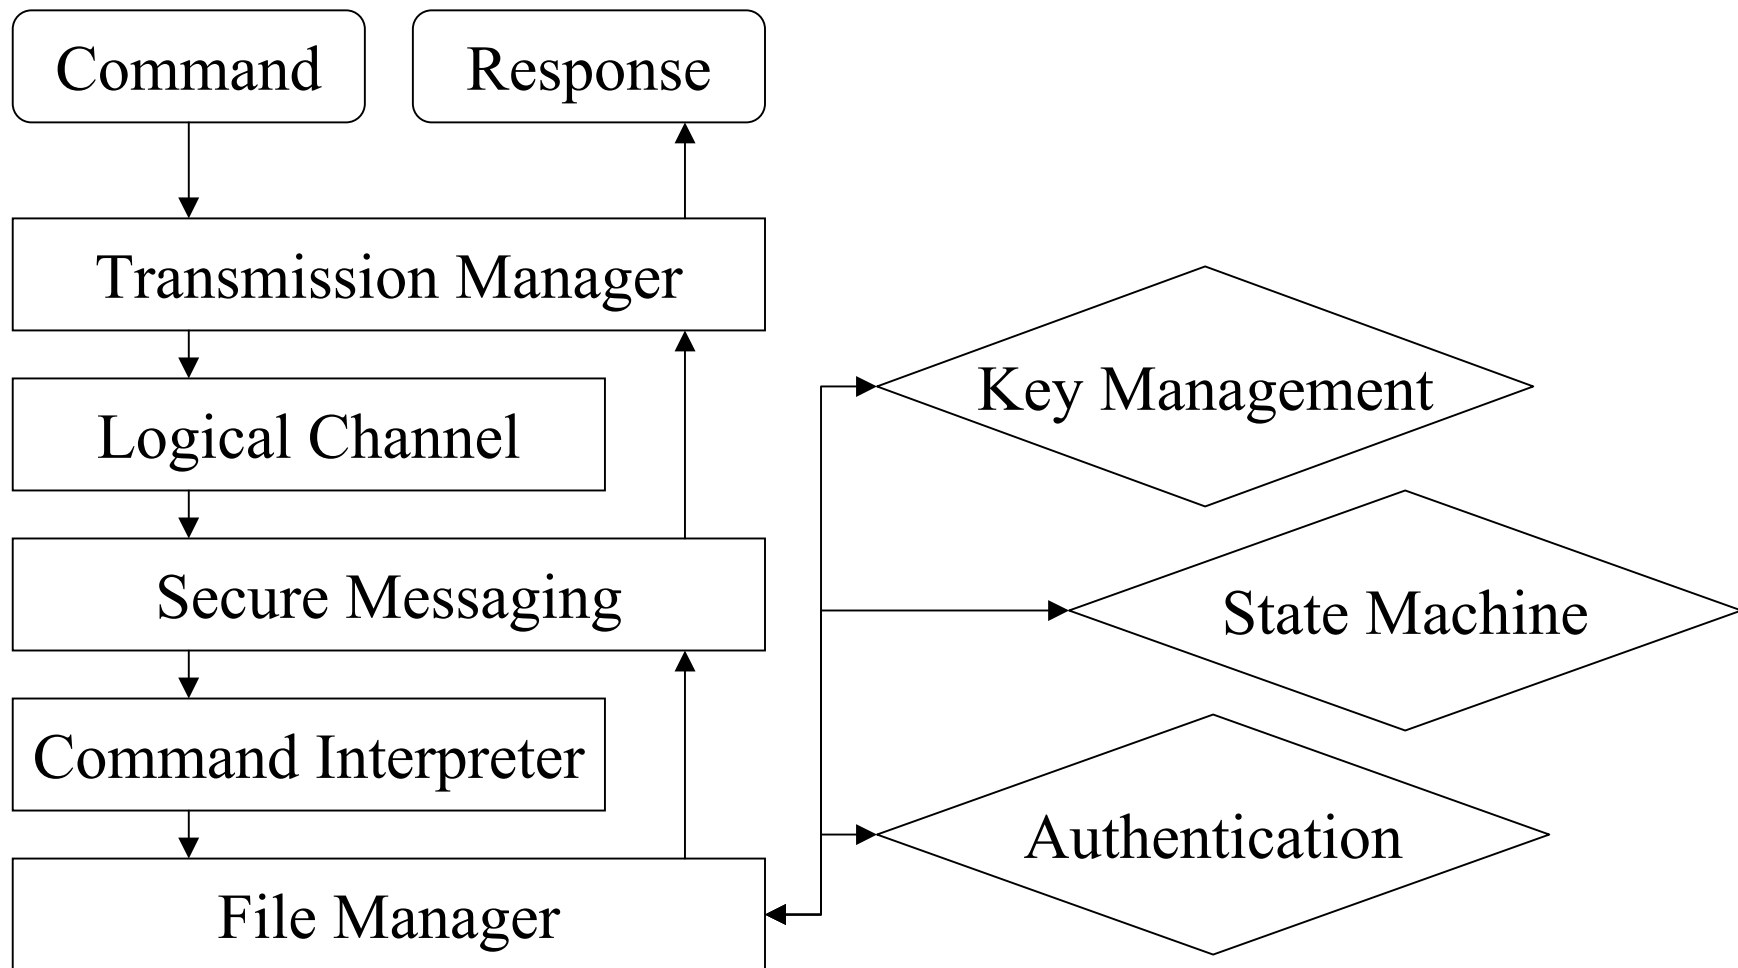 Command
Response
Transmission Manager
Logical Channel
Secure Messaging
Command Interpreter
File Manager
Key Management
State Machine
Authentication